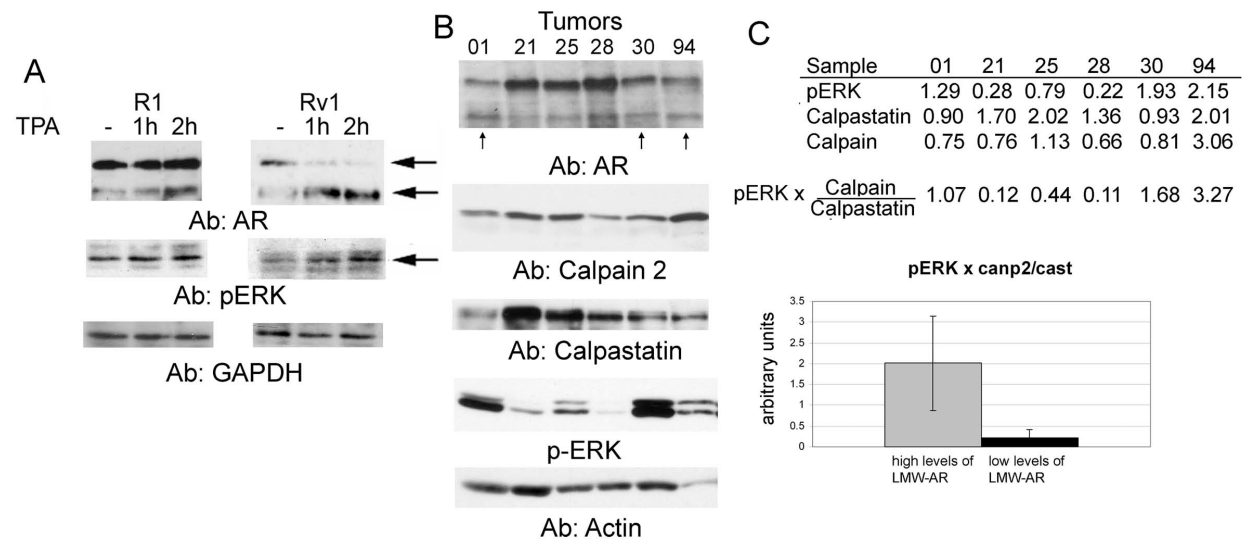 A
R1 Rv1
TPA - 1h 2h - 1h 2h
Ab: AR
Ab: pERK
Ab: GAPDH
B
Tumors
01 21 25 28 30 94
Ab: AR
Ab: Calpain 2
Ab: Calpastatin
p-ERK
Ab: Actin
C
Sample 01 21 25 28 30 94
pERK 1.29 0.28 0.79 0.22 1.93 2.15
Calpastatin 0.90 1.70 2.02 1.36 0.93 2.01
Calpain 0.75 0.76 1.13 0.66 0.81 3.06
pERK x Calpain 1.07 0.12 0.44 0.11 1.68 3.27
Calpastatin
pERK x canp2/cast
arbitrary units
3.5
3
2.5
2
1.5
1
0.5
0
high levels of
LMW-AR
low levels of
LMW-AR